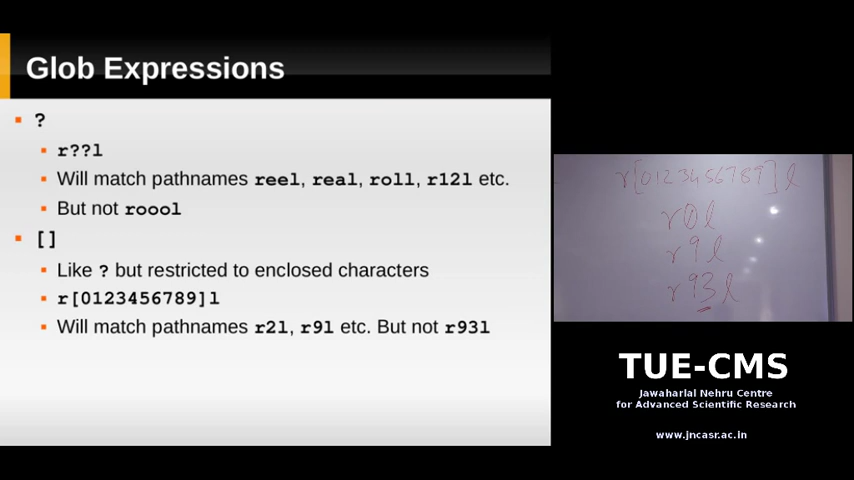 Glob Expressions
?
r??l
Will match pathnames reel, real, roll, r12l etc.
But not roool
[]
Like ? but restricted to enclosed characters
r[0123456789]l
Will match pathnames r2l, r9l etc. But not r93l
r[0123456789]l
r0l
r9l
r93l
TUE-CMS
Jawaharlal Nehru Centre
for Advanced Scientific Research
www.jncasr.ac.in